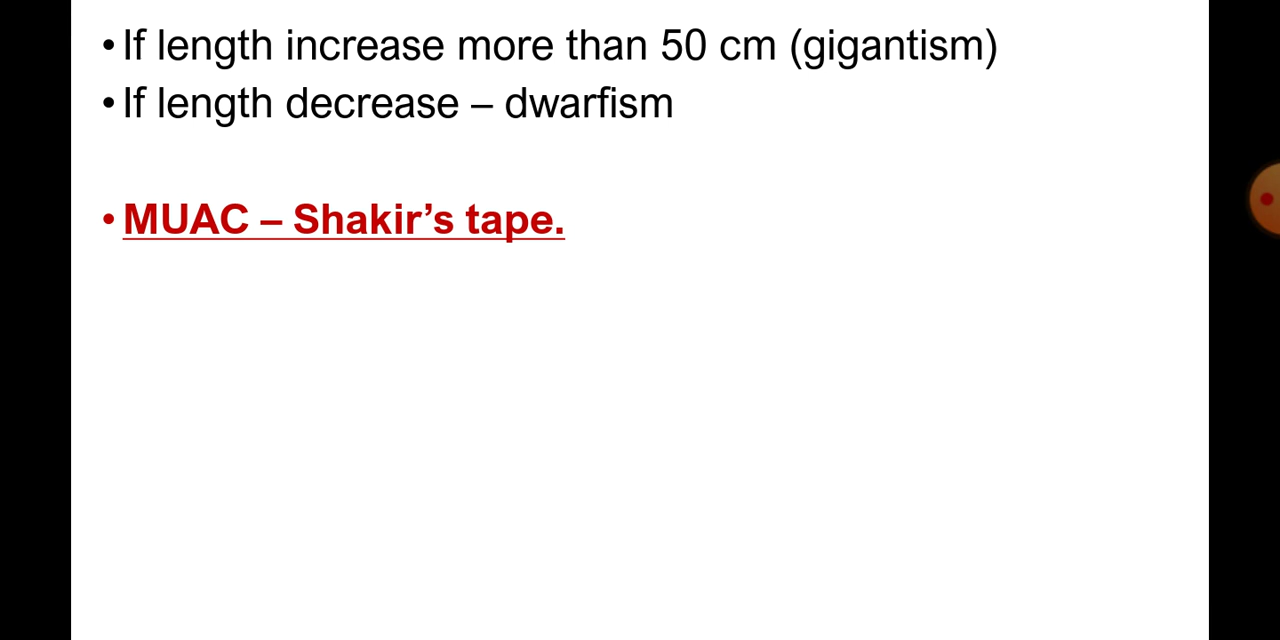 • If length increase more than 50 cm (gigantism)
• If length decrease – dwarfism
• MUAC – Shakir’s tape.